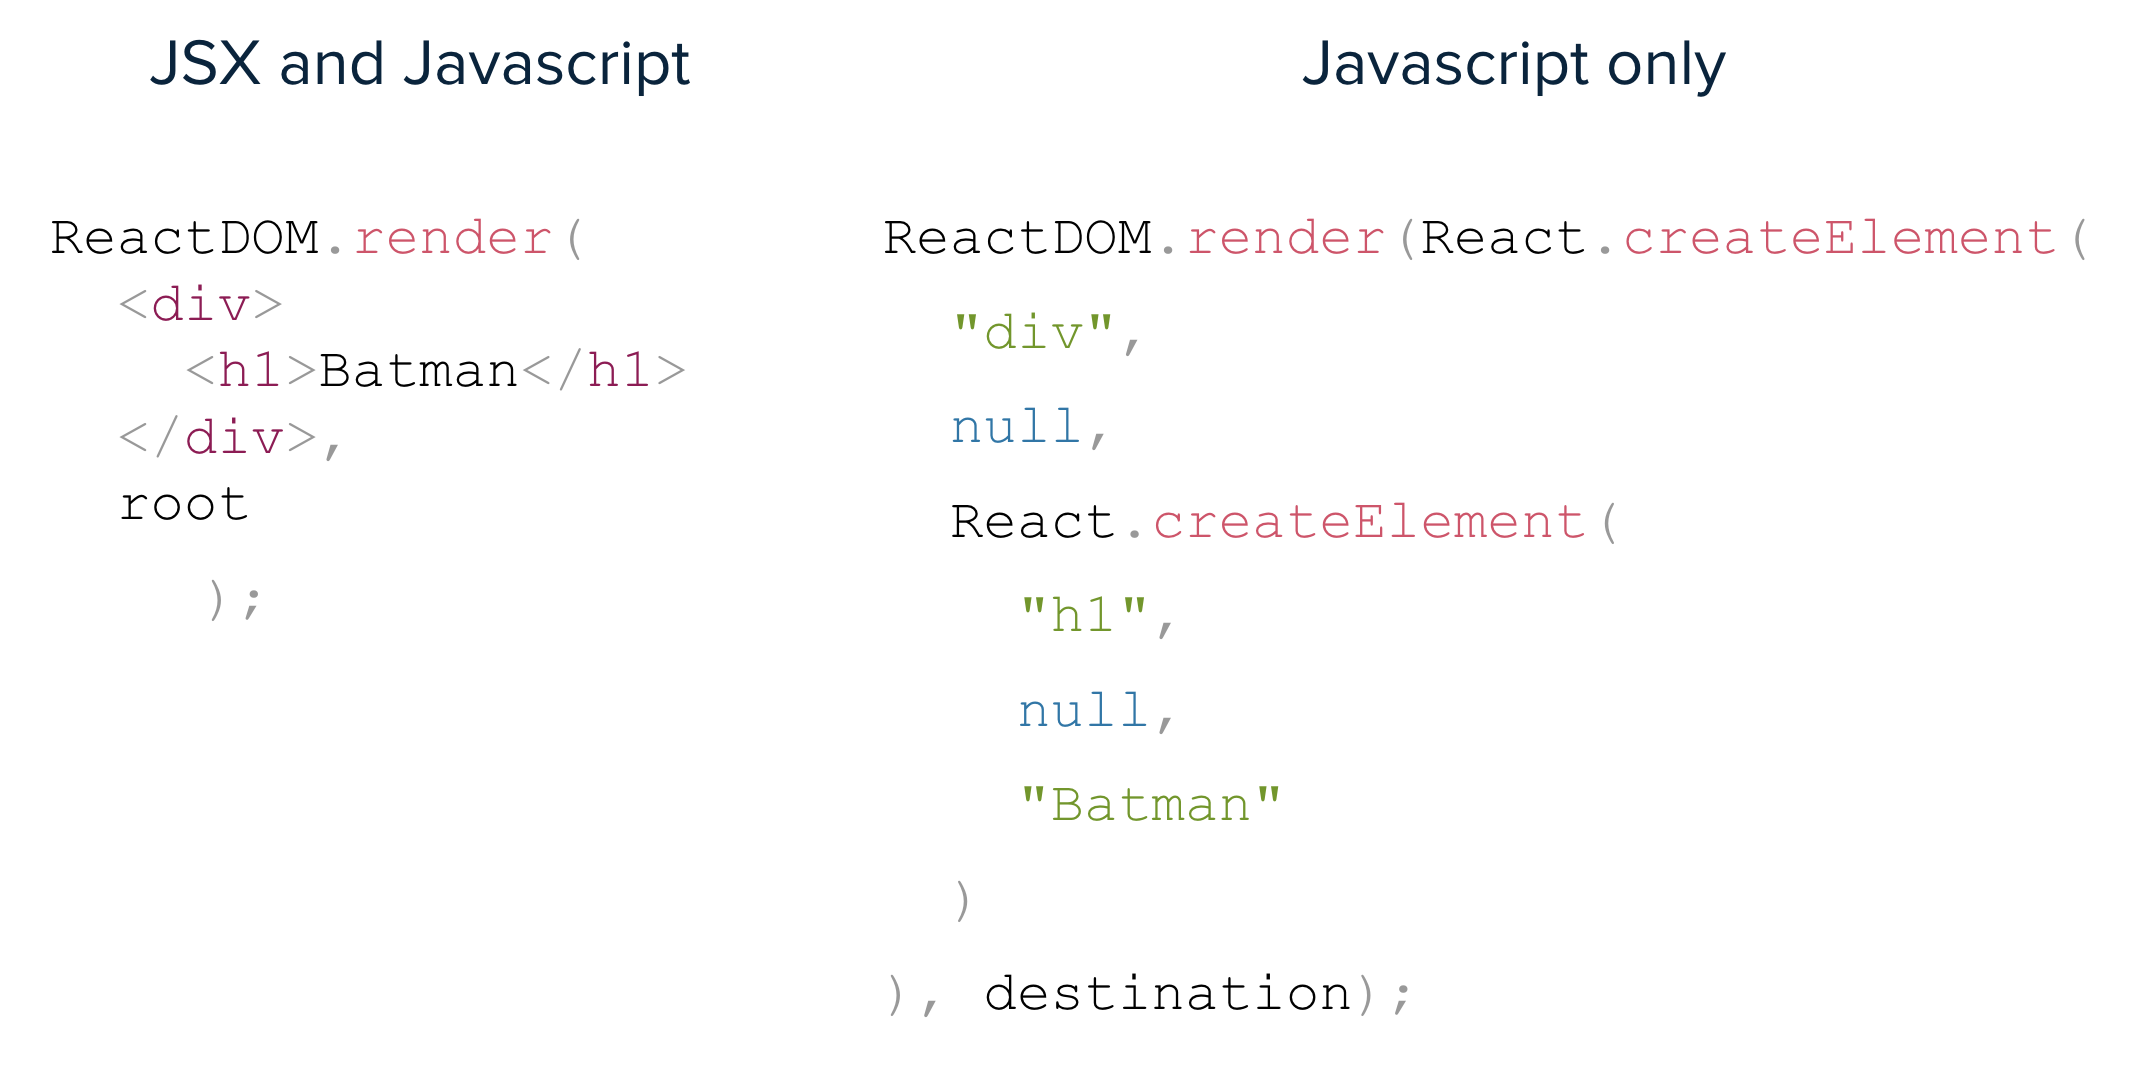 JSX and Javascript
ReactDOM.render(
<div>
<h1>Batman</h1>
</div>,
root
);
Javascript only
ReactDOM.render(React.createElement(
"div",
null,
React.createElement(
"h1",
null,
"Batman"
)
), destination);